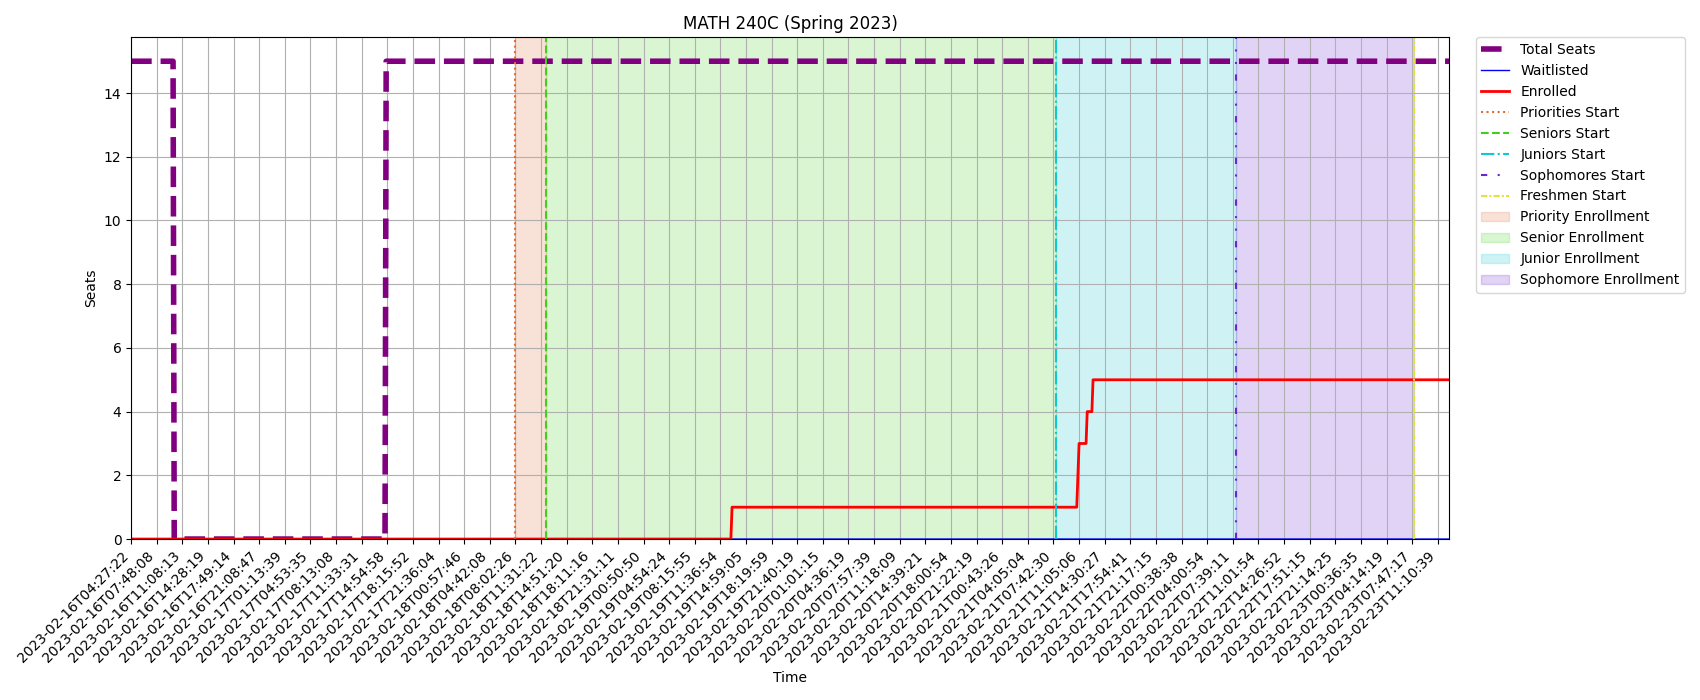 MATH 240C (Spring 2023)
Seats
14
12
10
8
6
4
2
0
2023-02-16T04:27:22
2023-02-16T07:48:08
2023-02-16T11:08:13
2023-02-16T14:28:19
2023-02-16T17:49:14
2023-02-16T21:08:47
2023-02-17T01:13:39
2023-02-17T04:53:35
2023-02-17T08:13:08
2023-02-17T11:33:31
2023-02-17T14:54:58
2023-02-17T18:15:52
2023-02-17T21:36:04
2023-02-18T00:57:46
2023-02-18T04:42:08
2023-02-18T08:02:26
2023-02-18T11:31:22
2023-02-18T14:51:20
2023-02-18T18:11:16
2023-02-18T21:31:11
2023-02-19T00:50:50
2023-02-19T04:54:24
2023-02-19T08:15:55
2023-02-19T11:36:54
2023-02-19T14:59:05
2023-02-19T18:19:59
2023-02-19T21:40:19
2023-02-20T01:01:15
2023-02-20T04:36:19
2023-02-20T07:57:39
2023-02-20T11:18:09
2023-02-20T14:39:21
2023-02-20T18:00:54
2023-02-20T21:22:19
2023-02-21T00:43:26
2023-02-21T04:05:04
2023-02-21T07:42:30
2023-02-21T11:05:06
2023-02-21T14:30:27
2023-02-21T17:54:41
2023-02-21T21:17:15
2023-02-22T00:38:38
2023-02-22T04:00:54
2023-02-22T07:39:11
2023-02-22T11:01:54
2023-02-22T14:26:52
2023-02-22T17:51:15
2023-02-22T21:14:25
2023-02-23T00:36:35
2023-02-23T04:14:19
2023-02-23T07:47:17
2023-02-23T11:10:39
Time
Total Seats
Waitlisted
Enrolled
Priorities Start
Seniors Start
Juniors Start
Sophomores Start
Freshmen Start
Priority Enrollment
Senior Enrollment
Junior Enrollment
Sophomore Enrollment